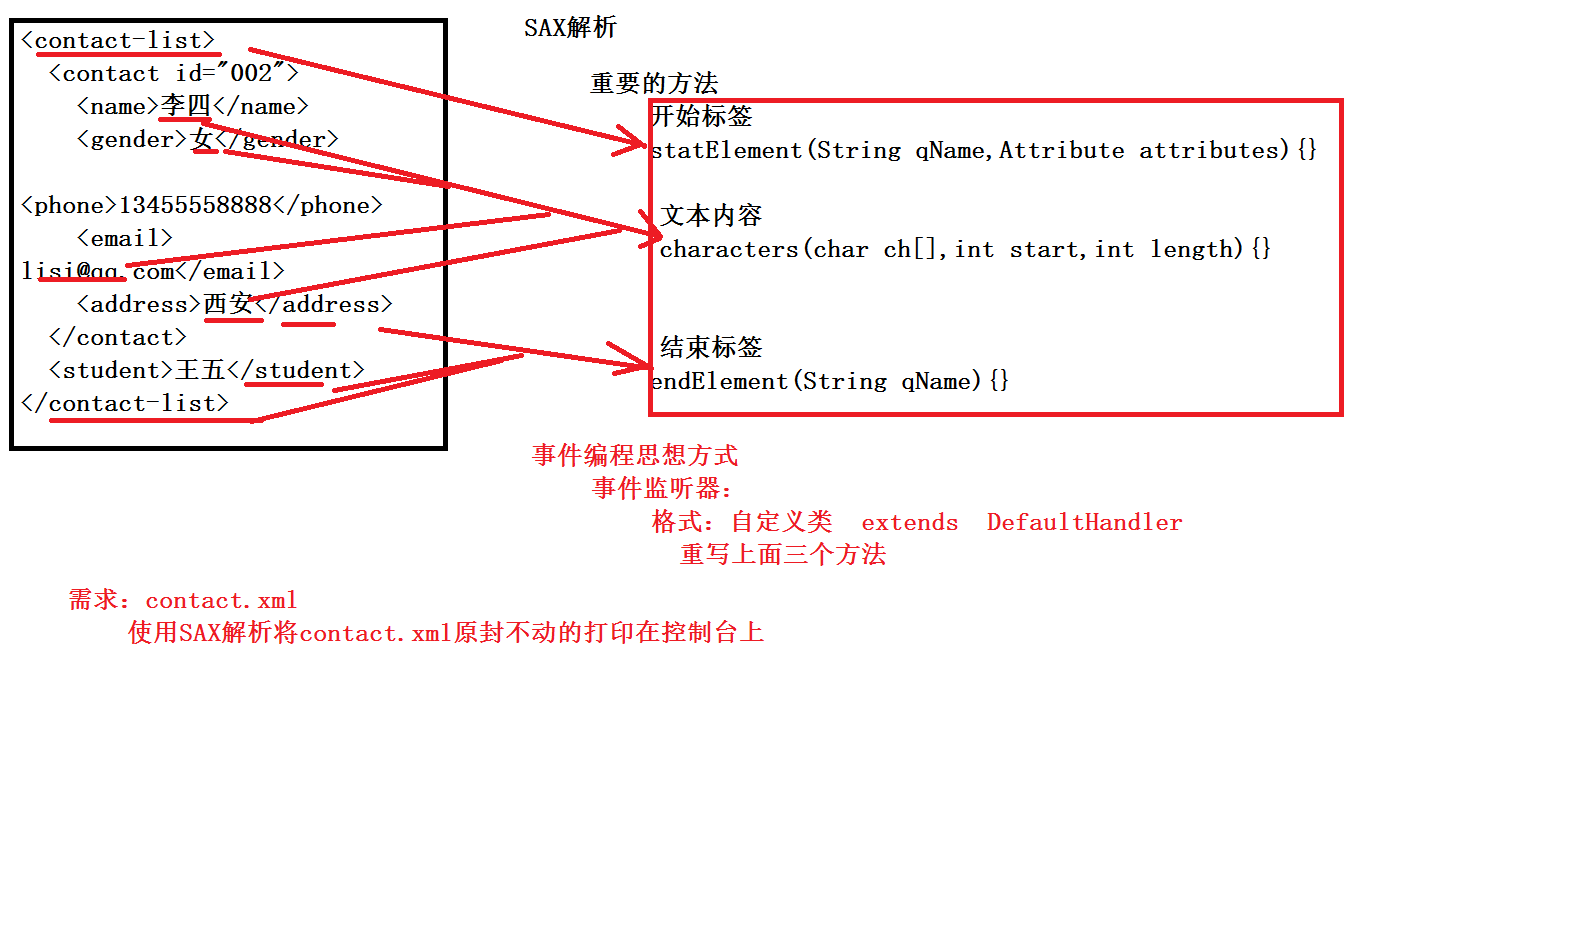 <contact-list>
<contact id="002">
<name>李四</name>
<gender>女</gender>
<phone>13455558888</phone>
<email>
lisi@qq.com</email>
<address>西安</address>
</contact>
<student>王五</student>
</contact-list>
SAX解析
重要的方法
开始标签
statElement(String qName,Attribute attributes){}
文本内容
characters(char ch[],int start,int length){}
结束标签
endElement(String qName){}
事件编程思想方式
事件监听器：
格式：自定义类  extends  DefaultHandler
重写上面三个方法
需求：contact.xml
使用SAX解析将contact.xml原封不动的打印在控制台上